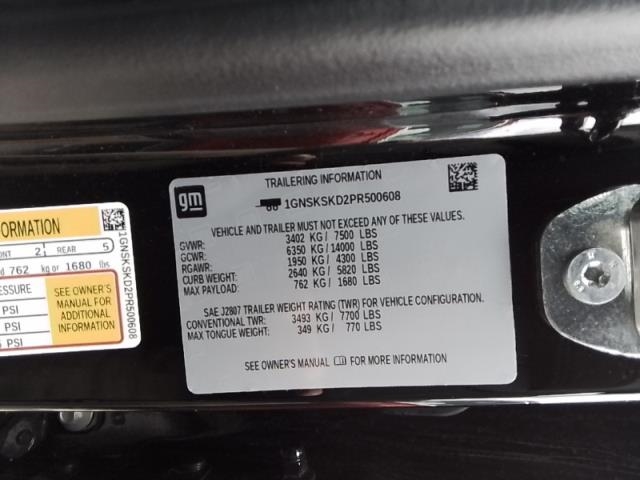 FORMATION
ONT 2 REAR 5
d 762 kg or 1680 lbs
ESSURE
PSI
PSI
PSI
SEE OWNER'S
MANUAL FOR
ADDITIONAL
INFORMATION
1GNSKSKD2PR500608
gm
TRAILERING INFORMATION
1GNSKSKD2PR500608
VEHICLE AND TRAILER MUST NOT EXCEED ANY OF THESE VALUES.
GVWR: 3402 KG / 7500 LBS
GCWR: 6350 KG / 14000 LBS
RGAWR: 1950 KG / 4300 LBS
CURB WEIGHT: 2640 KG / 5820 LBS
MAX PAYLOAD: 762 KG / 1680 LBS
SAE J2807 TRAILER WEIGHT RATING (TWR) FOR VEHICLE CONFIGURATION.
CONVENTIONAL TWR: 3493 KG / 7700 LBS
MAX TONGUE WEIGHT: 349 KG / 770 LBS
SEE OWNER'S MANUAL FOR MORE INFORMATION